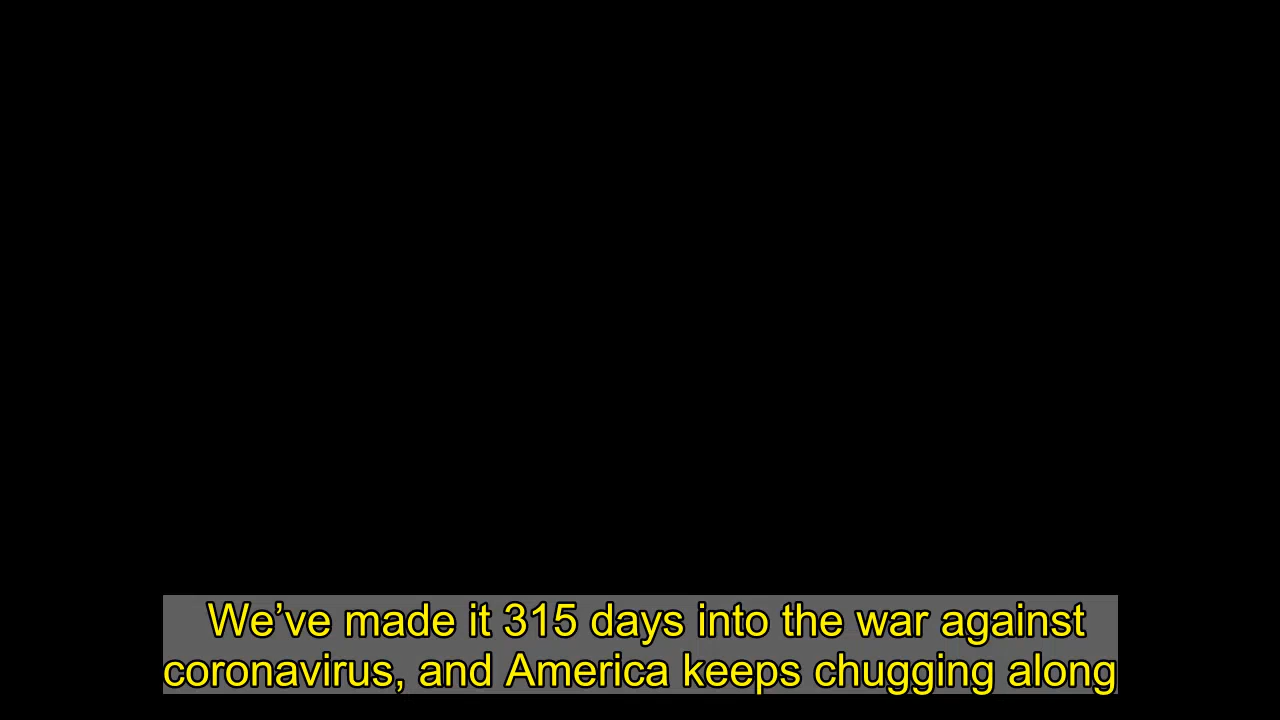 We’ve made it 315 days into the war against
coronavirus, and America keeps chugging along